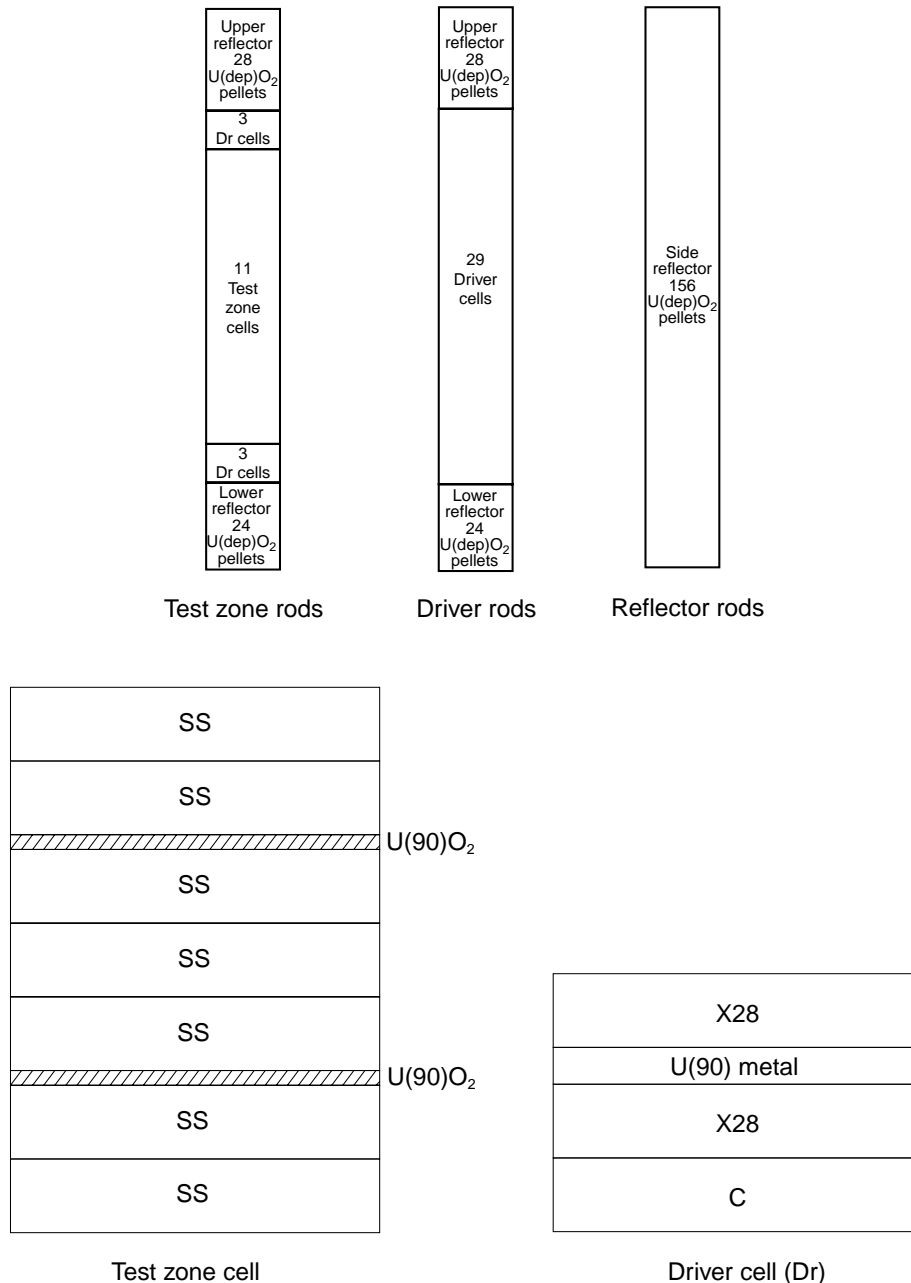 Upper
reflector
28
U(dep)O₂
pellets
3
Dr cells
11
Test
zone
cells
3
Dr cells
Lower
reflector
24
U(dep)O₂
pellets
Test zone rods
Upper
reflector
28
U(dep)O₂
pellets
29
Driver
cells
Lower
reflector
24
U(dep)O₂
pellets
Driver rods
Side
reflector
156
U(dep)O₂
pellets
Reflector rods
SS
SS
U(90)O₂
SS
SS
SS
U(90)O₂
SS
SS
Test zone cell
X28
U(90) metal
X28
C
Driver cell (Dr)